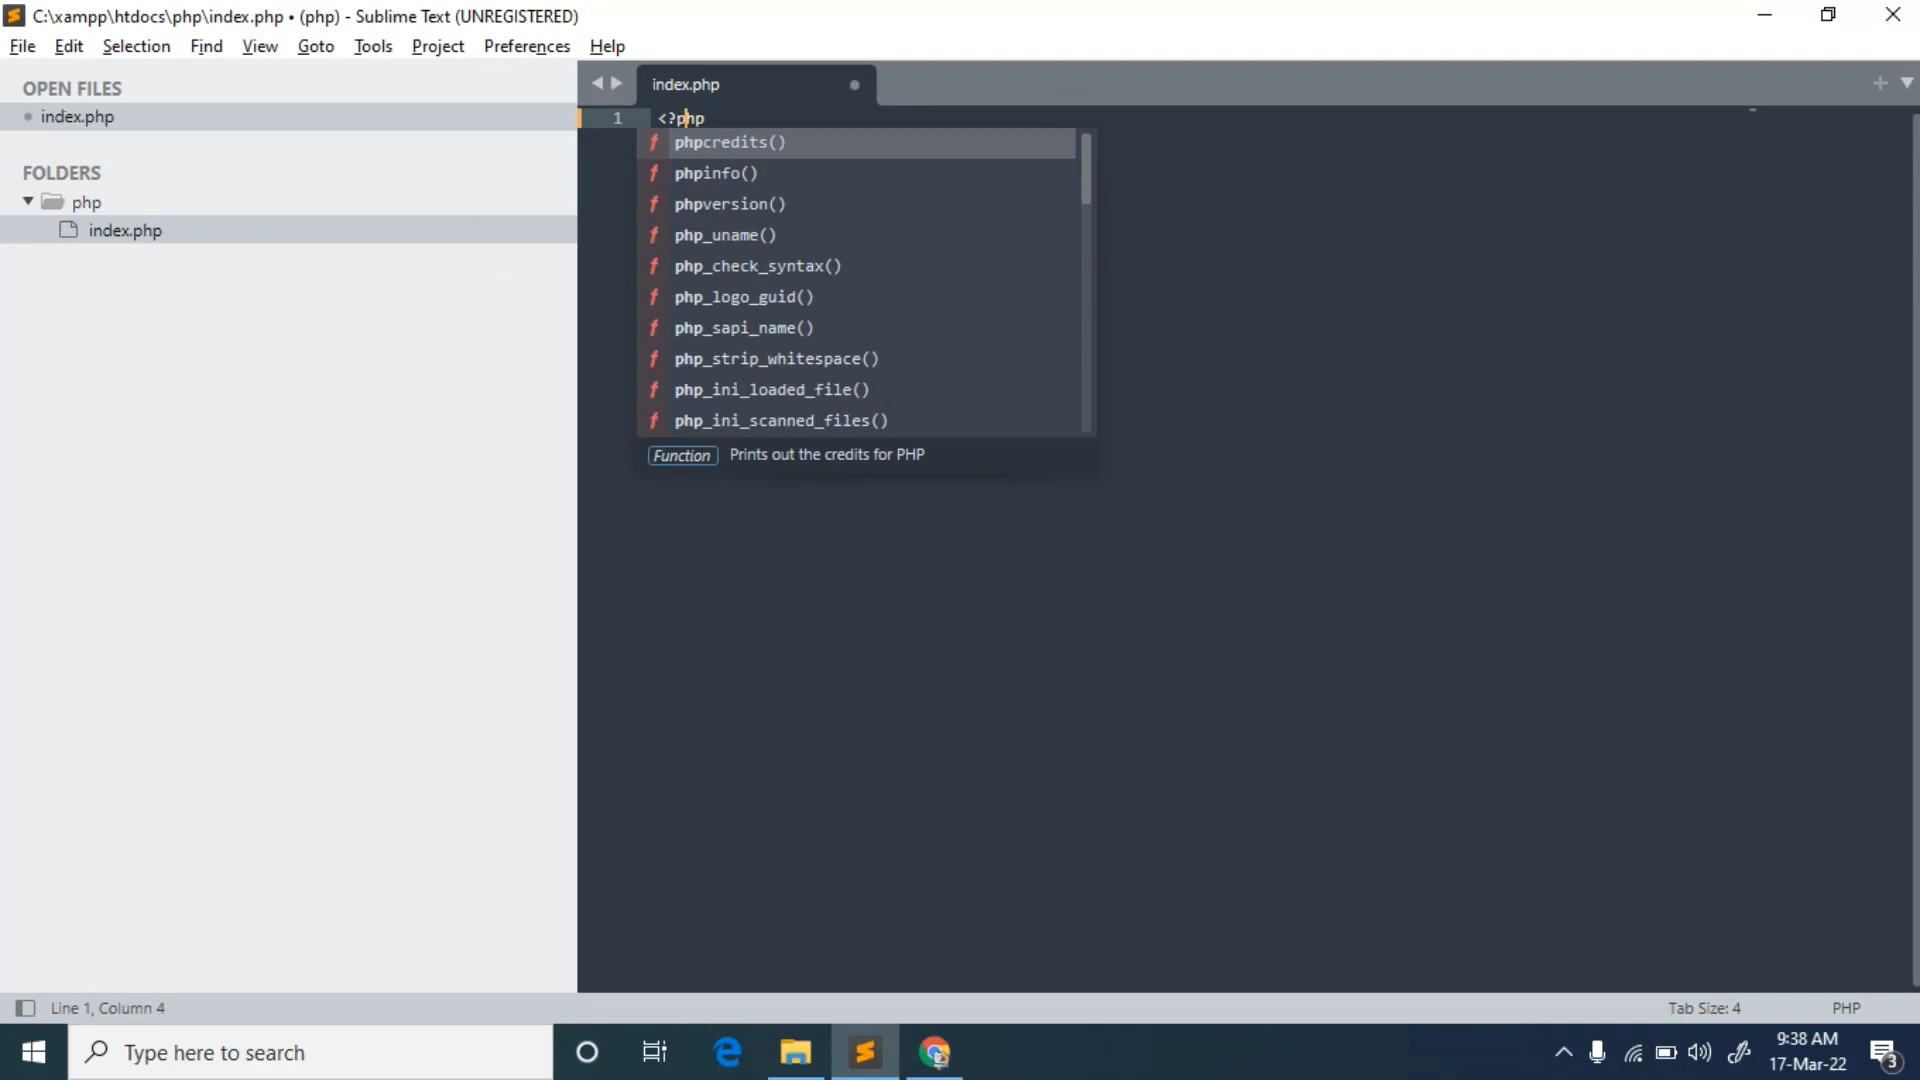 C:\xampp\htdocs\php\index.php • (php) - Sublime Text (UNREGISTERED)
File Edit Selection Find View Goto Tools Project Preferences Help
OPEN FILES
index.php
FOLDERS
php
index.php
index.php
1 <?php
f phpcredits()
f phpinfo()
f phpversion()
f php_uname()
f php_check_syntax()
f php_logo_guid()
f php_sapi_name()
f php_strip_whitespace()
f php_ini_loaded_file()
f php_ini_scanned_files()
Function Prints out the credits for PHP
Line 1, Column 4
Tab Size: 4 PHP
Type here to search
9:38 AM
17-Mar-22
3